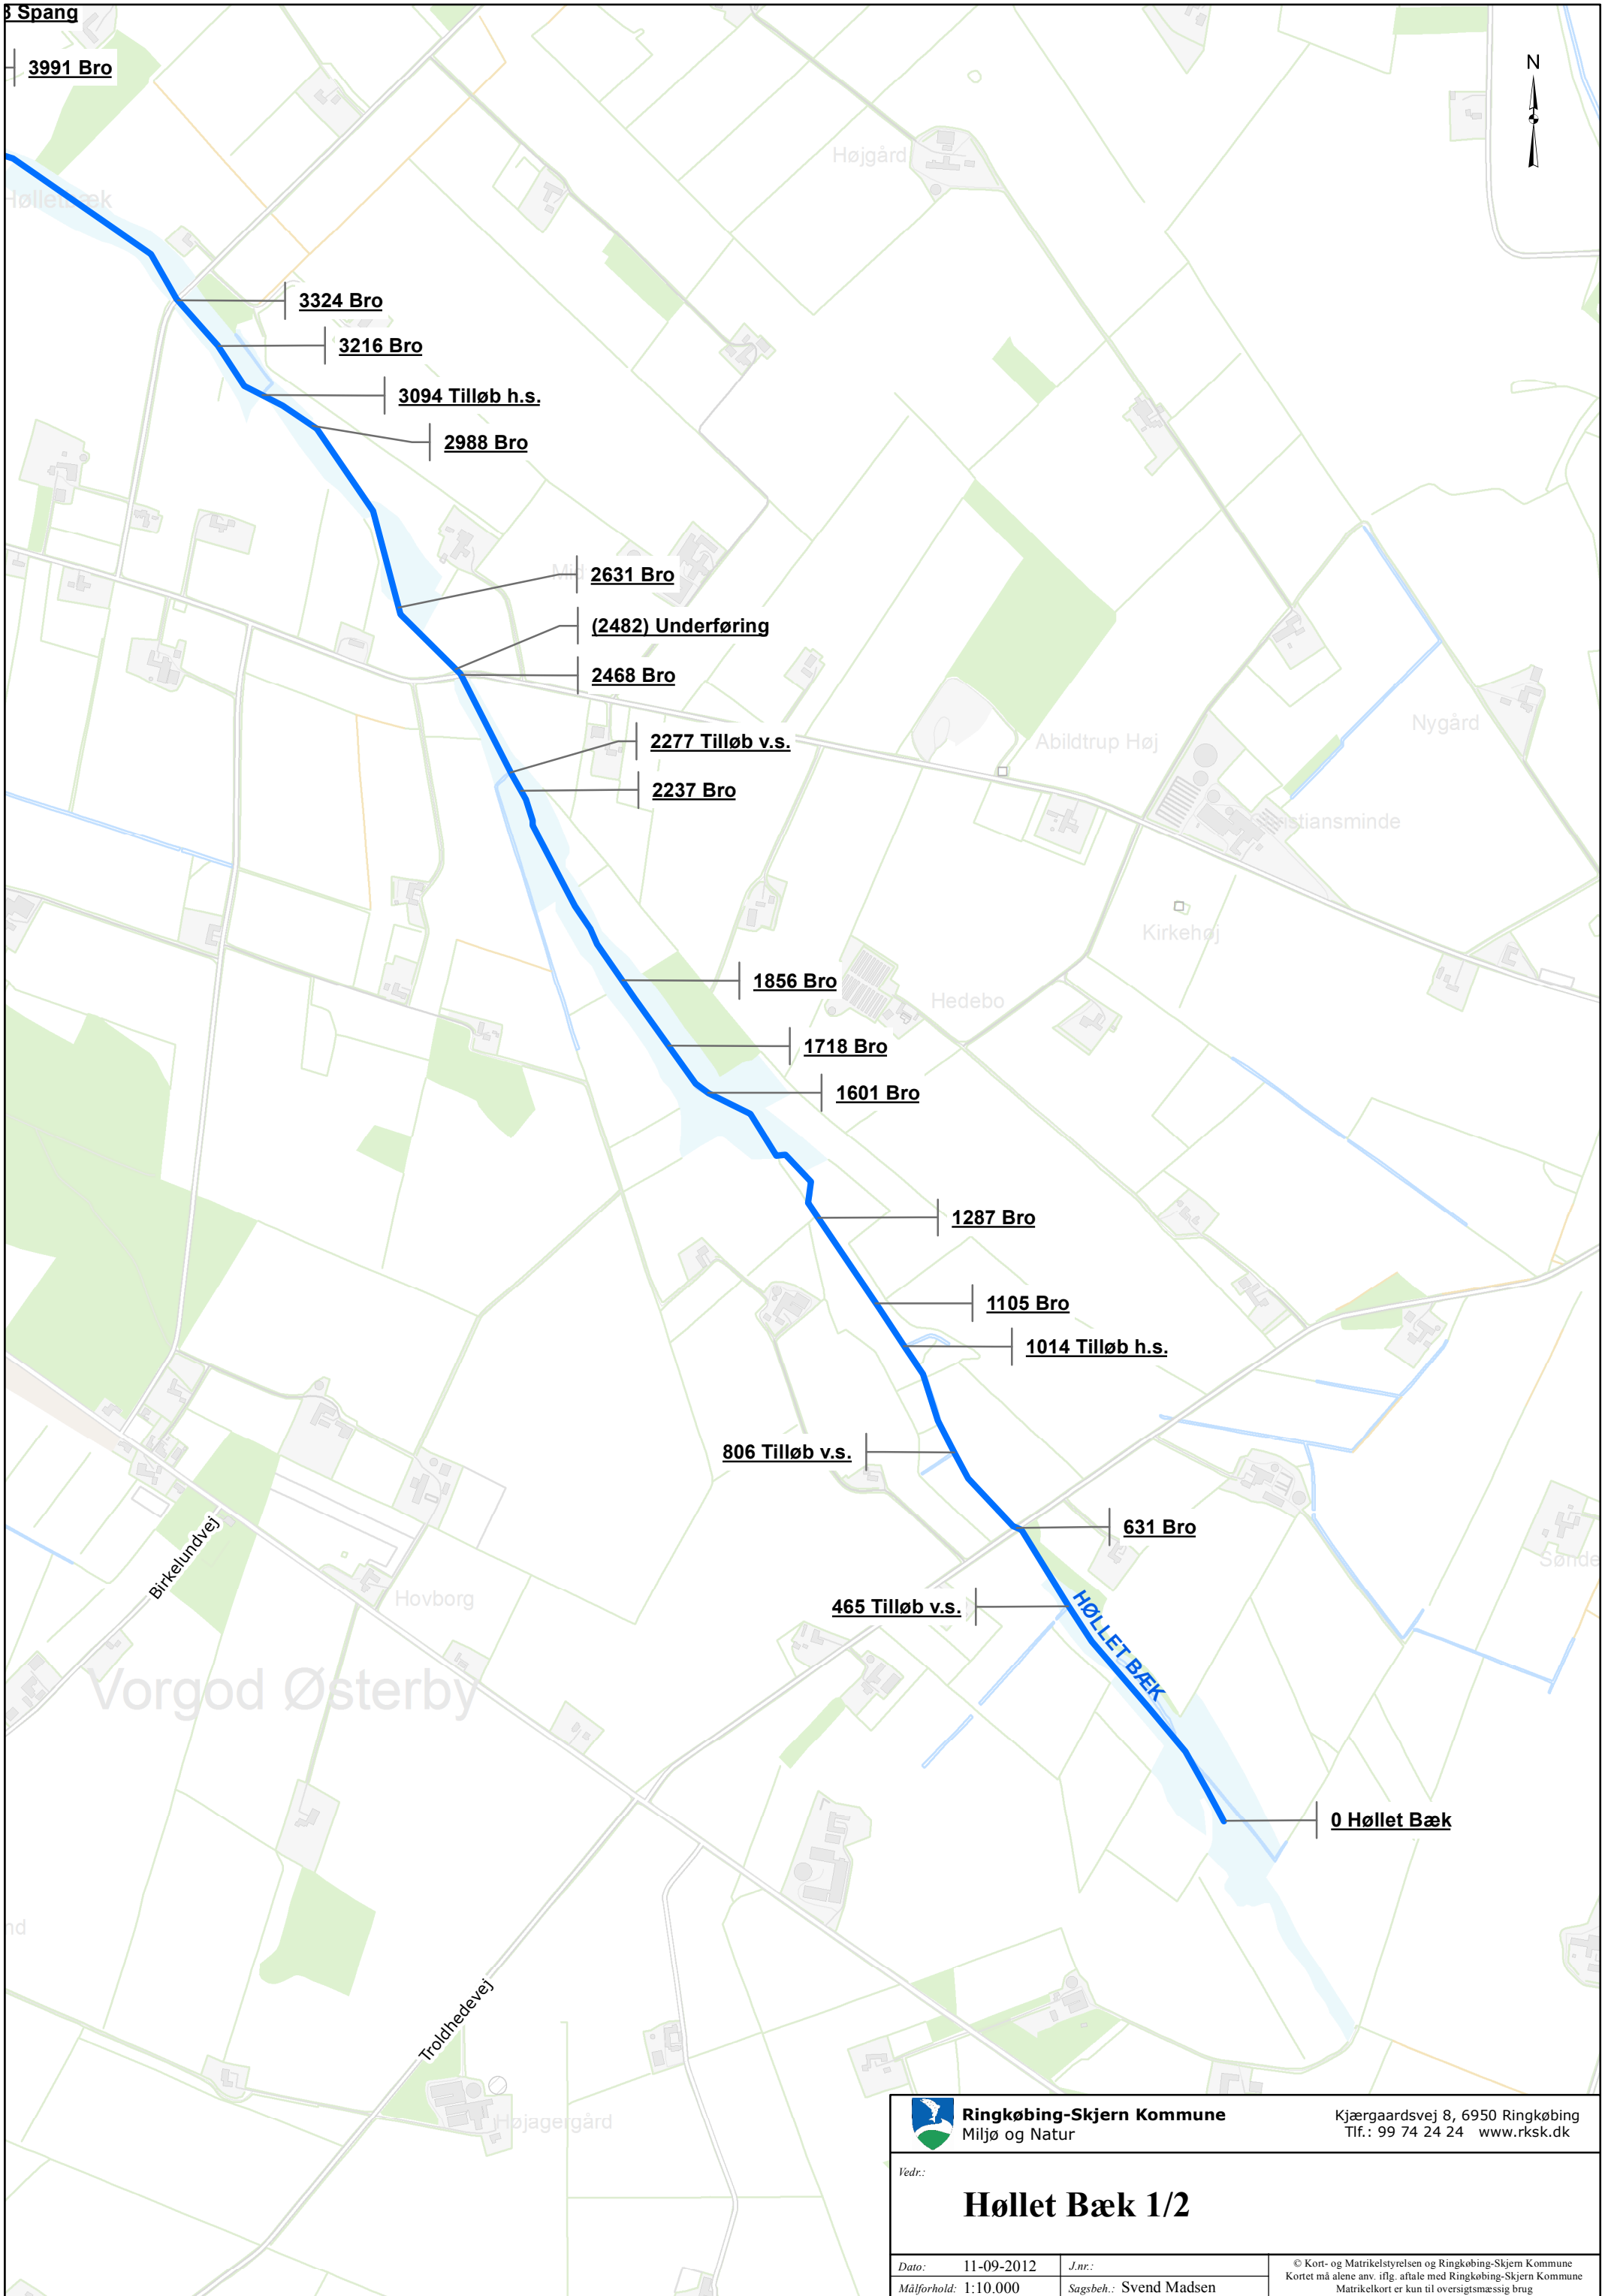 Spang
3991 Bro
N
Højgård
Hølletbæk
3324 Bro
3216 Bro
3094 Tilløb h.s.
2988 Bro
2631 Bro
(2482) Underføring
2468 Bro
2277 Tilløb v.s.
Nygård
Abildtrup Høj
2237 Bro
Kirkehøj
1856 Bro
Hedebo
1718 Bro
1601 Bro
1287 Bro
1105 Bro
1014 Tilløb h.s.
806 Tilløb v.s.
631 Bro
Birkelundvej
Hovborg
465 Tilløb v.s.
HØLLET BÆK
Vorgod Østerby
0 Høllet Bæk
Troldhedevej
Højagergård
Ringkøbing-Skjern Kommune
Miljø og Natur
Kjærgaardsvej 8, 6950 Ringkøbing
Tlf.: 99 74 24 24 www.rksk.dk
Vedr.:
Høllet Bæk 1/2
Dato: 11-09-2012
J.nr.:
Målforhold: 1:10.000
Sagsbeh.: Svend Madsen
© Kort- og Matrikelstyrelsen og Ringkøbing-Skjern Kommune
Kortet må alene anv. iflg. aftale med Ringkøbing-Skjern Kommune
Matrikelkort er kun til oversigtsmæssig brug